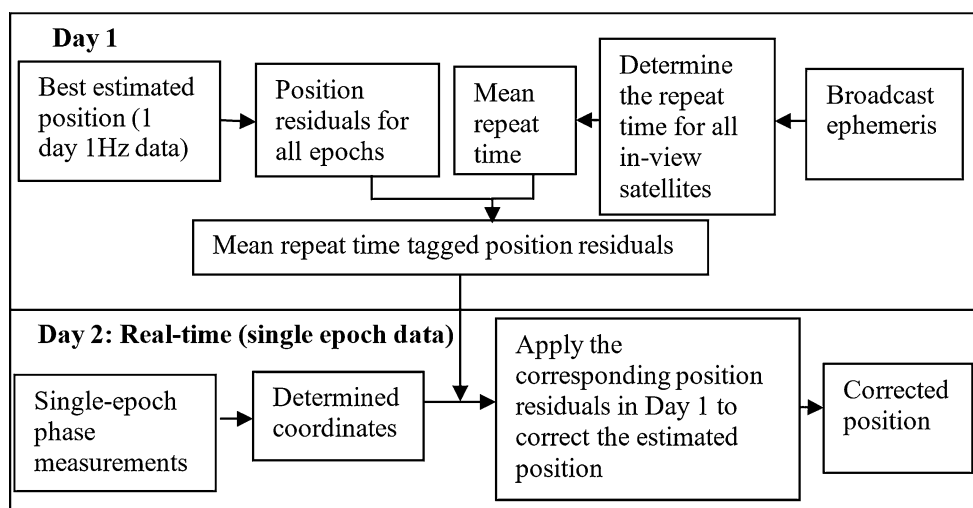 Day 1
Best estimated
position (1
day 1Hz data)
Position
residuals for
all epochs
Mean
repeat
time
Determine
the repeat
time for all
in-view
satellites
Broadcast
ephemeris
Mean repeat time tagged position residuals
Day 2: Real-time (single epoch data)
Single-epoch
phase
measurements
Determined
coordinates
Apply the
corresponding position
residuals in Day 1 to
correct the estimated
position
Corrected
position